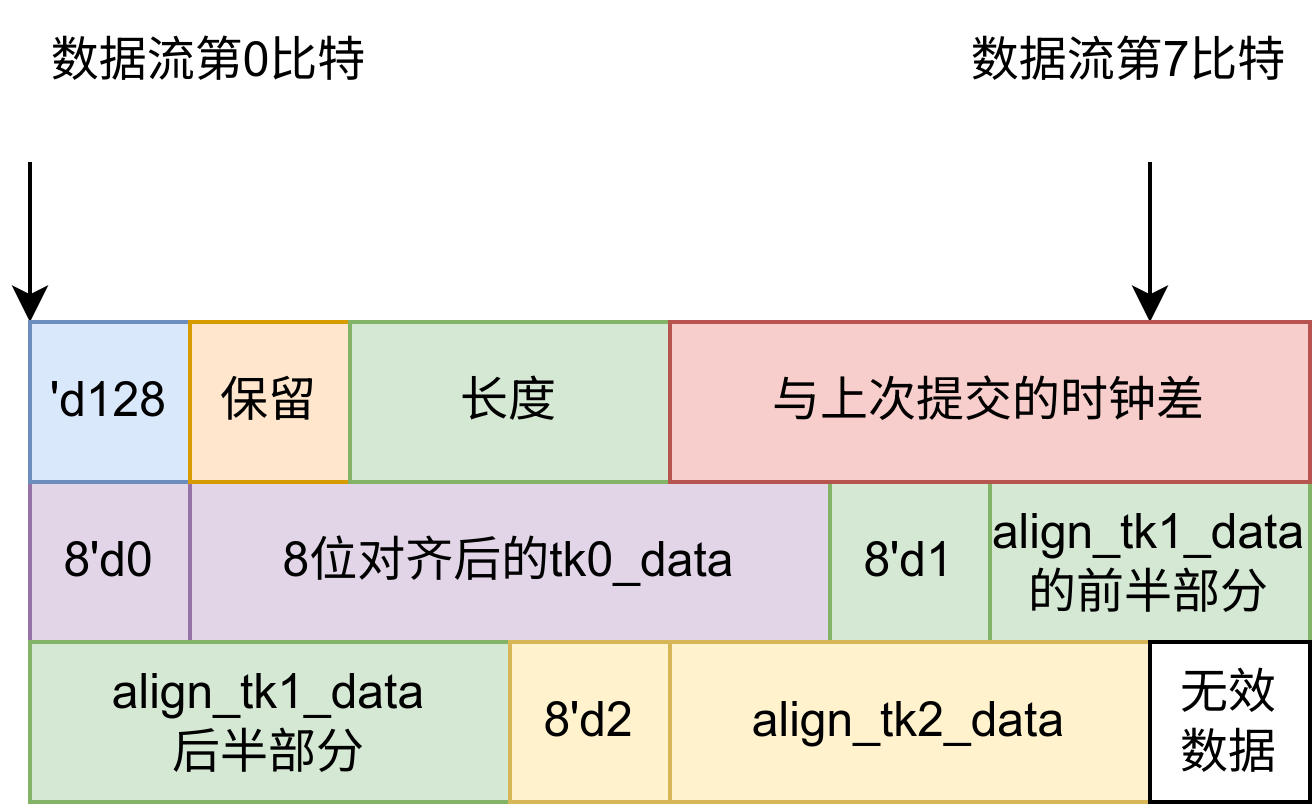 数据流第0比特
数据流第7比特
'd128
保留
长度
与上次提交的时钟差
8'd0
8位对齐后的tk0_data
8'd1
align_tk1_data
的前半部分
align_tk1_data
后半部分
8'd2
align_tk2_data
无效
数据